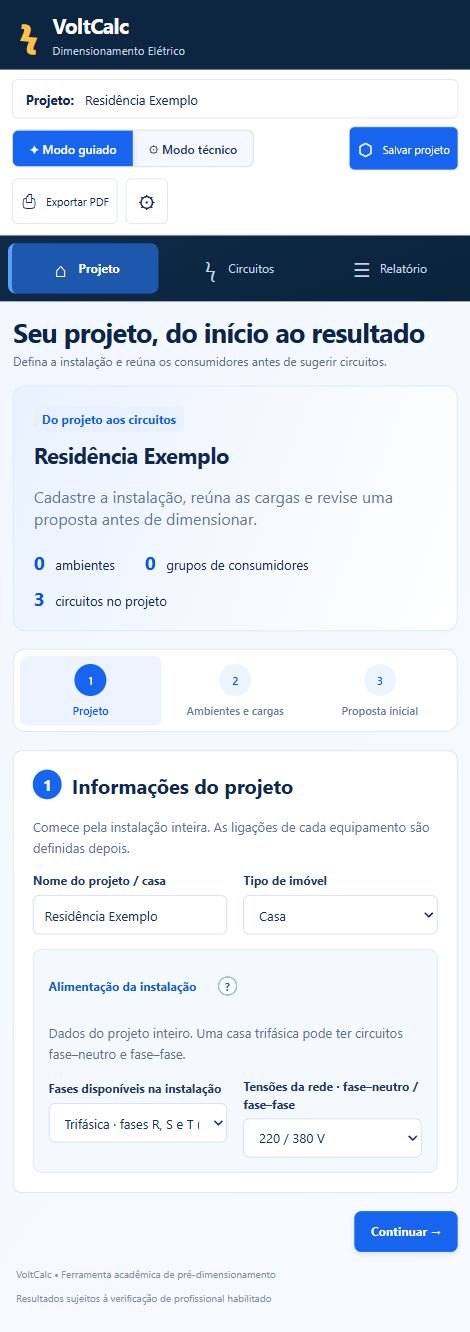 VoltCalc
Dimensionamento Elétrico
Projeto: Residência Exemplo
✦ Modo guiado ⚙ Modo técnico Salvar projeto
Exportar PDF
Projeto Circuitos Relatório
Seu projeto, do início ao resultado
Defina a instalação e reúna os consumidores antes de sugerir circuitos.
Do projeto aos circuitos
Residência Exemplo
Cadastre a instalação, reúna as cargas e revise uma
proposta antes de dimensionar.
0 ambientes 0 grupos de consumidores
3 circuitos no projeto
1 2 3
Projeto Ambientes e cargas Proposta inicial
1 Informações do projeto
Comece pela instalação inteira. As ligações de cada equipamento são
definidas depois.
Nome do projeto / casa Tipo de imóvel
Residência Exemplo Casa
Alimentação da instalação ?
Dados do projeto inteiro. Uma casa trifásica pode ter circuitos
fase–neutro e fase–fase.
Fases disponíveis na instalação Tensões da rede · fase–neutro /
fase–fase
Trifásica · fases R, S e T ( 220 / 380 V
Continuar →
VoltCalc • Ferramenta acadêmica de pré-dimensionamento
Resultados sujeitos à verificação de profissional habilitado